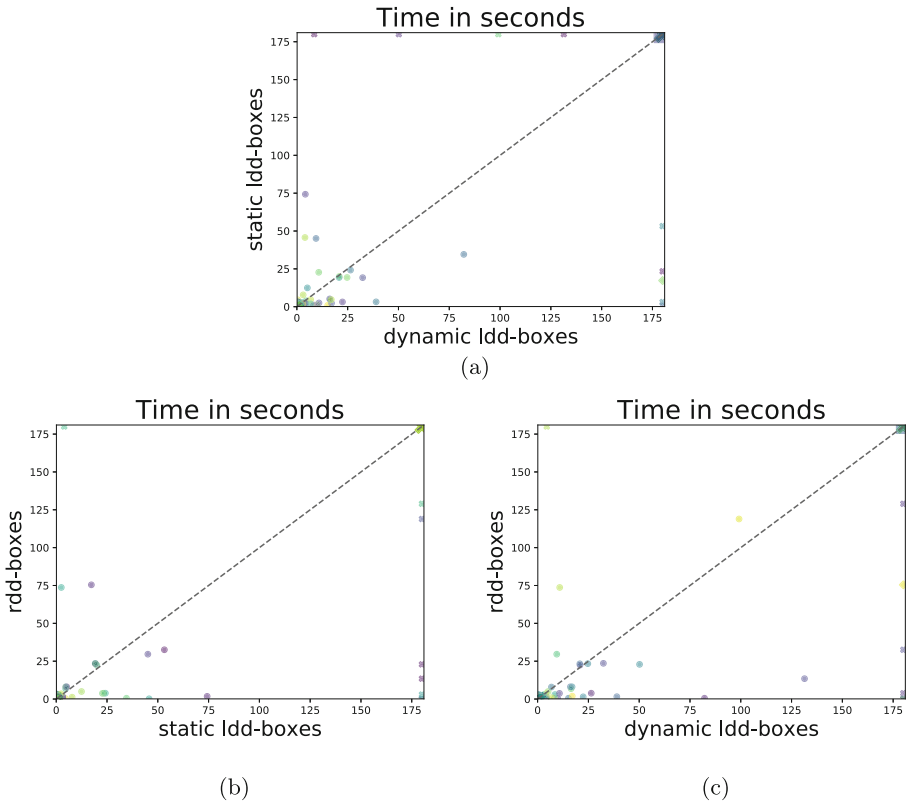 Time in seconds
175
150
125
100
75
50
25
0
static ldd-boxes
0 25 50 75 100 125 150 175
dynamic ldd-boxes
(a)
Time in seconds Time in seconds
175 175
150 150
125 125
100 100
75 75
50 50
25 25
0 0
rdd-boxes rdd-boxes
0 25 50 75 100 125 150 175 0 25 50 75 100 125 150 175
static ldd-boxes dynamic ldd-boxes
(b) (c)